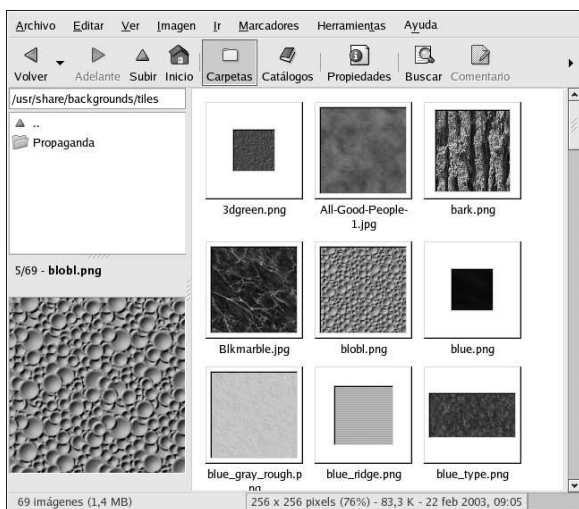 Archivo Editar Ver Imagen Ir Marcadores Herramientas Ayuda
Volver Adelante Subir Inicio Carpetas Catálogos Propiedades Buscar Comentario
/usr/share/backgrounds/tiles
..
Propaganda
5/69 - blobl.png
3dgreen.png All-Good-People-
1.jpg bark.png
Blkmarble.jpg blobl.png blue.png
blue_gray_rough.p
ng blue_ridge.png blue_type.png
69 imágenes (1,4 MB) 256 x 256 pixels (76%) - 83,3 K - 22 feb 2003, 09:05